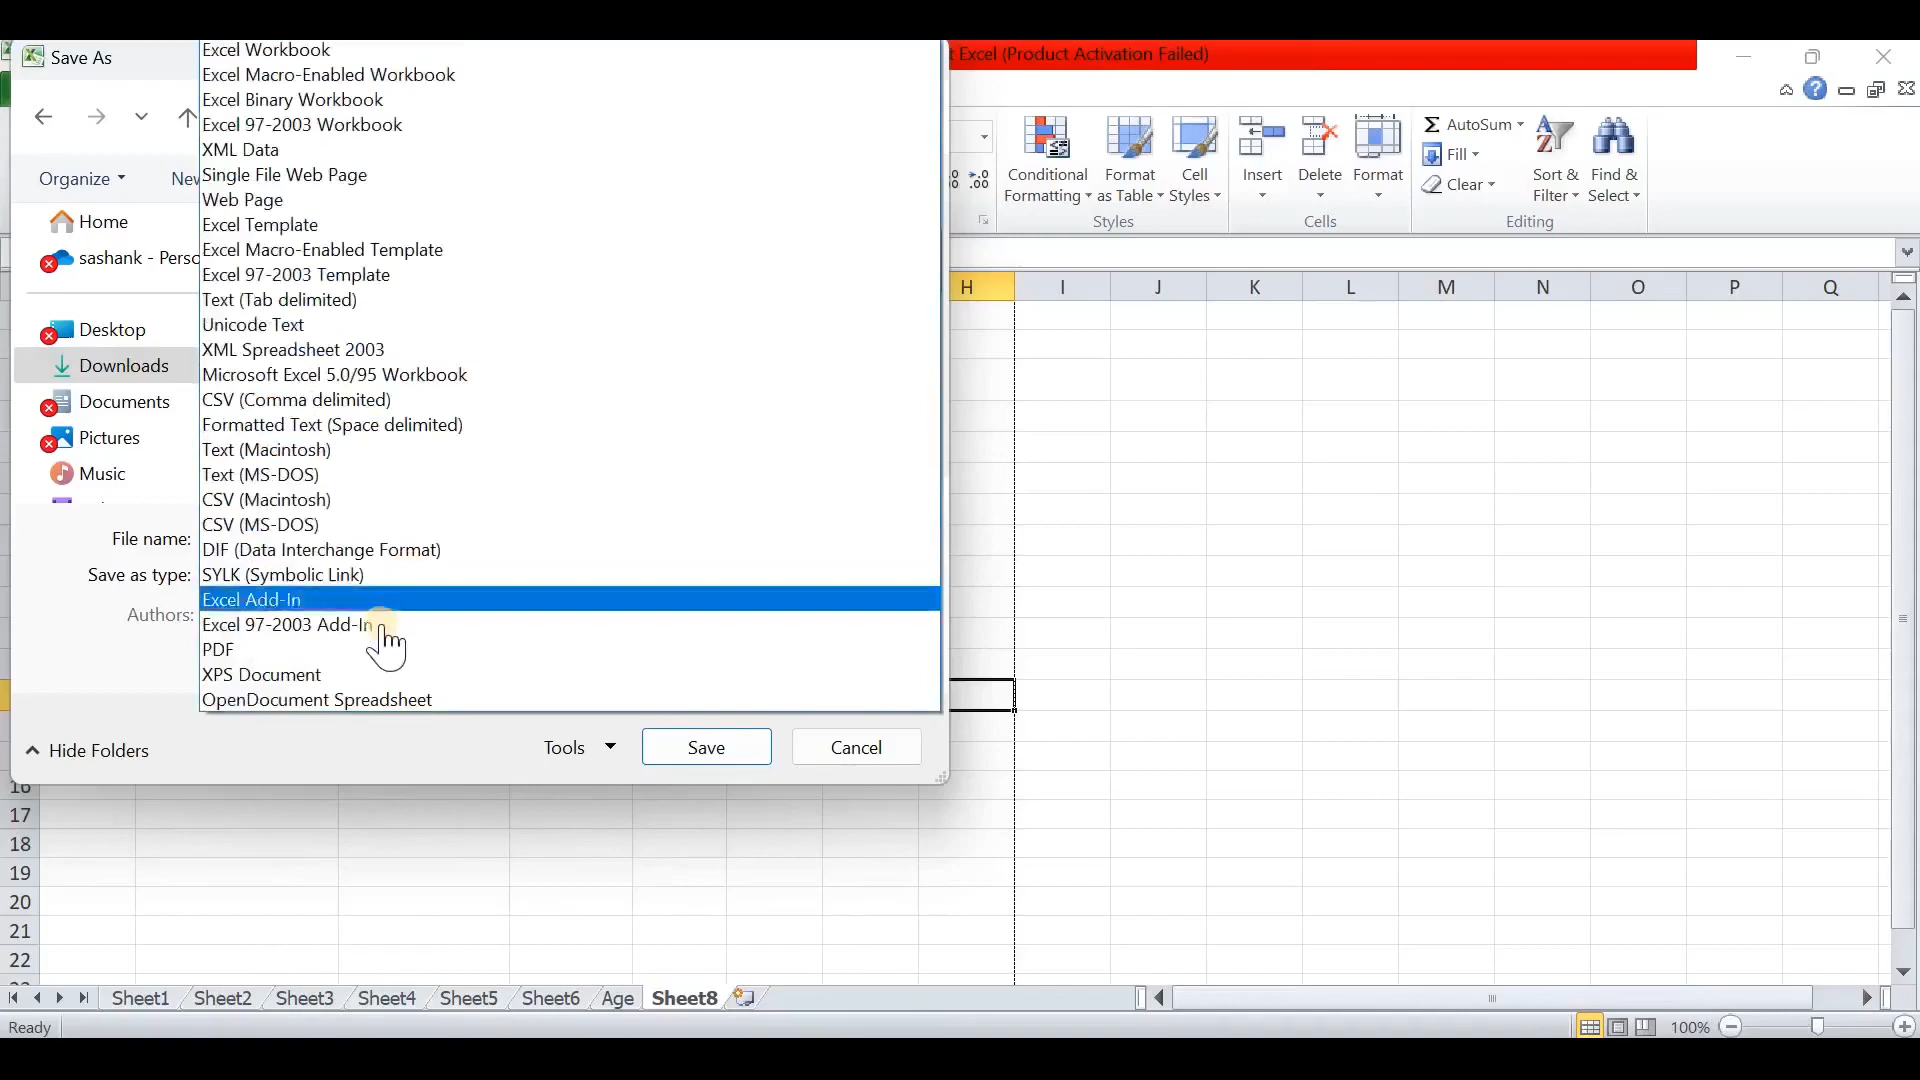 Save As
t Excel (Product Activation Failed)
Organize
New
Home
sashank - Perso
Desktop
Downloads
Documents
Pictures
Music
File name:
Save as type:
Authors:
Excel Workbook
Excel Macro-Enabled Workbook
Excel Binary Workbook
Excel 97-2003 Workbook
XML Data
Single File Web Page
Web Page
Excel Template
Excel Macro-Enabled Template
Excel 97-2003 Template
Text (Tab delimited)
Unicode Text
XML Spreadsheet 2003
Microsoft Excel 5.0/95 Workbook
CSV (Comma delimited)
Formatted Text (Space delimited)
Text (Macintosh)
Text (MS-DOS)
CSV (Macintosh)
CSV (MS-DOS)
DIF (Data Interchange Format)
SYLK (Symbolic Link)
Excel Add-In
Excel 97-2003 Add-In
PDF
XPS Document
OpenDocument Spreadsheet
Hide Folders
Tools
Save
Cancel
Conditional
Formatting
Format
as Table
Cell
Styles
Styles
Insert
Delete
Format
Cells
AutoSum
Fill
Clear
Sort &
Filter
Find &
Select
Editing
H I J K L M N O P Q
16
17
18
19
20
21
22
Sheet1 Sheet2 Sheet3 Sheet4 Sheet5 Sheet6 Age Sheet8
Ready
100%